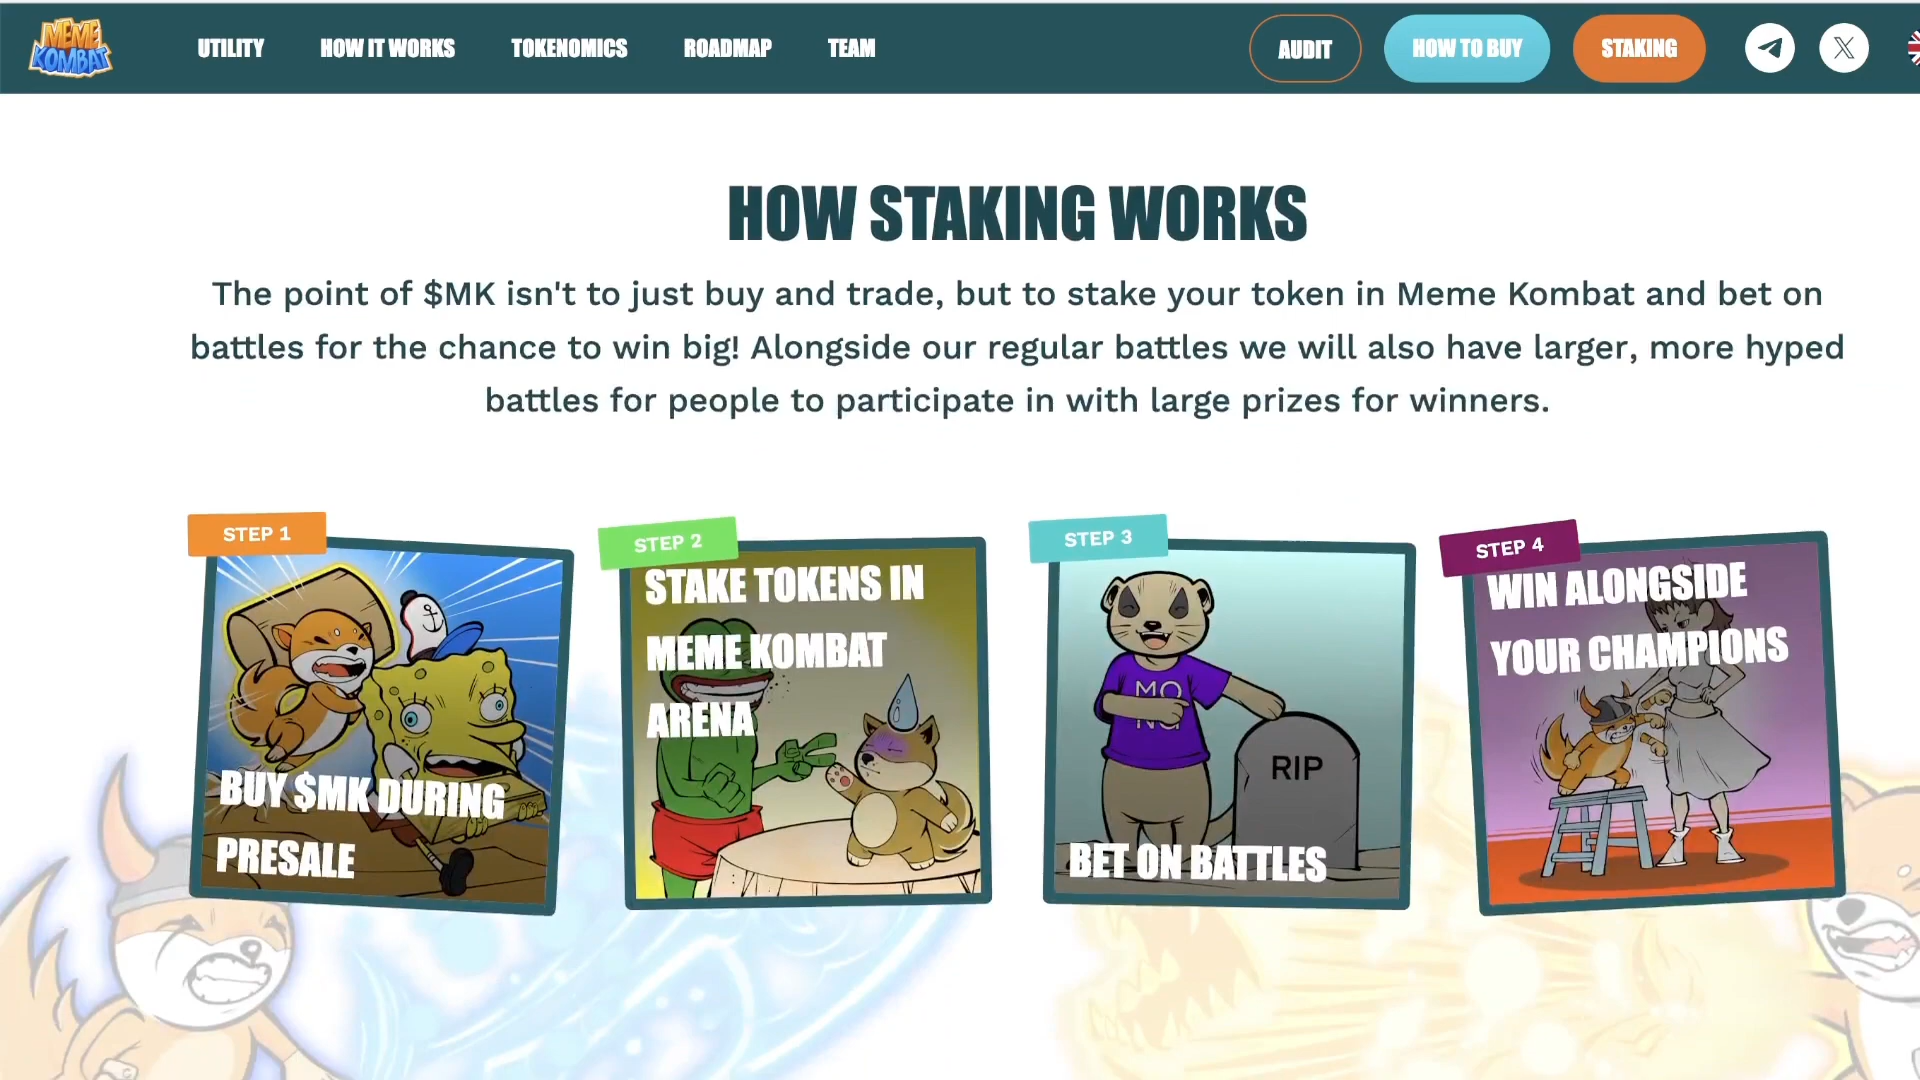 MEME
KOMBAT
UTILITY
HOW IT WORKS
TOKENOMICS
ROADMAP
TEAM
AUDIT
HOW TO BUY
STAKING
HOW STAKING WORKS
The point of $MK isn't to just buy and trade, but to stake your token in Meme Kombat and bet on
battles for the chance to win big! Alongside our regular battles we will also have larger, more hyped
battles for people to participate in with large prizes for winners.
STEP 1
BUY $MK DURING
PRESALE
STEP 2
STAKE TOKENS IN
MEME KOMBAT
ARENA
STEP 3
MO
NG
RIP
BET ON BATTLES
STEP 4
WIN ALONGSIDE
YOUR CHAMPIONS